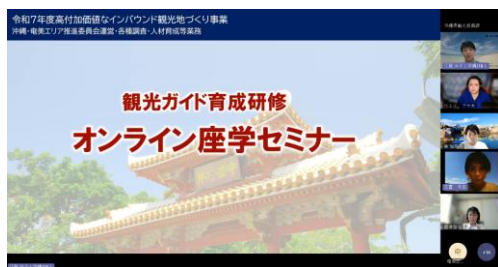 令和7年度高付加価値なインバウンド観光地づくり事業
沖縄・奄美エリア推進委員会運営・各種調査・人材育成等業務
観光ガイド育成研修
オンライン座学セミナー